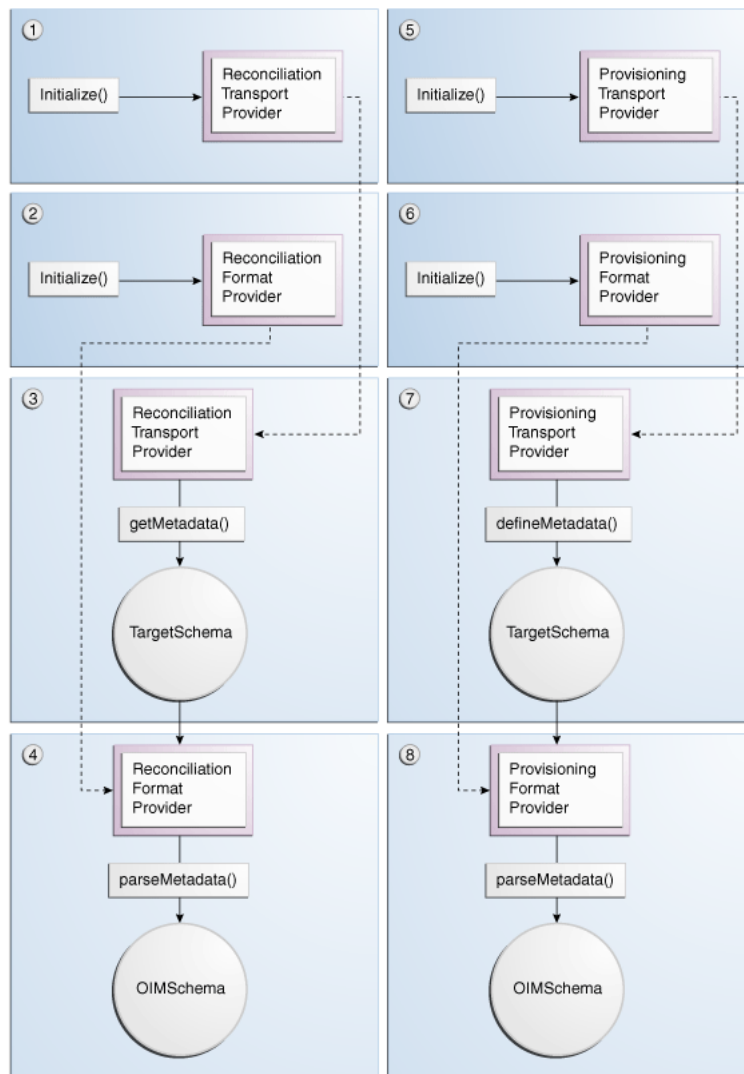 1
Initialize()
Reconciliation
Transport
Provider
2
Initialize()
Reconciliation
Format
Provider
3
Reconciliation
Transport
Provider
getMetadata()
TargetSchema
4
Reconciliation
Format
Provider
parseMetadata()
OIMSchema
5
Initialize()
Provisioning
Transport
Provider
6
Initialize()
Provisioning
Format
Provider
7
Provisioning
Transport
Provider
defineMetadata()
TargetSchema
8
Provisioning
Format
Provider
parseMetadata()
OIMSchema